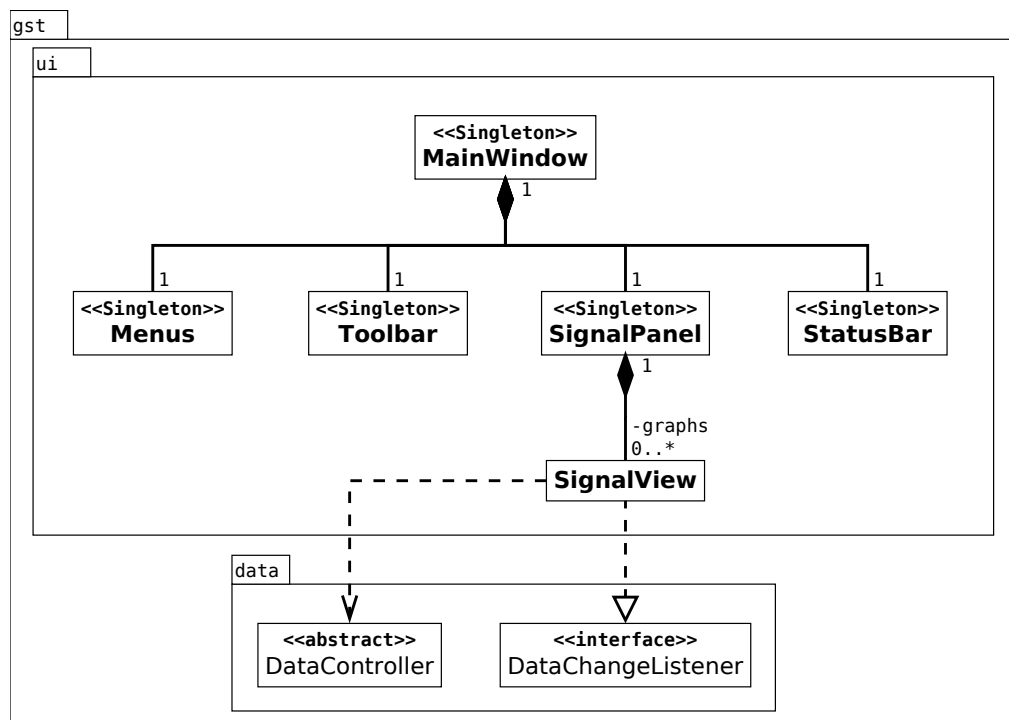 gst
ui
<<Singleton>>
MainWindow
1
1
1
1
1
<<Singleton>>
Menus
<<Singleton>>
Toolbar
<<Singleton>>
SignalPanel
<<Singleton>>
StatusBar
1
-graphs
0..*
SignalView
data
<<abstract>>
DataController
<<interface>>
DataChangeListener